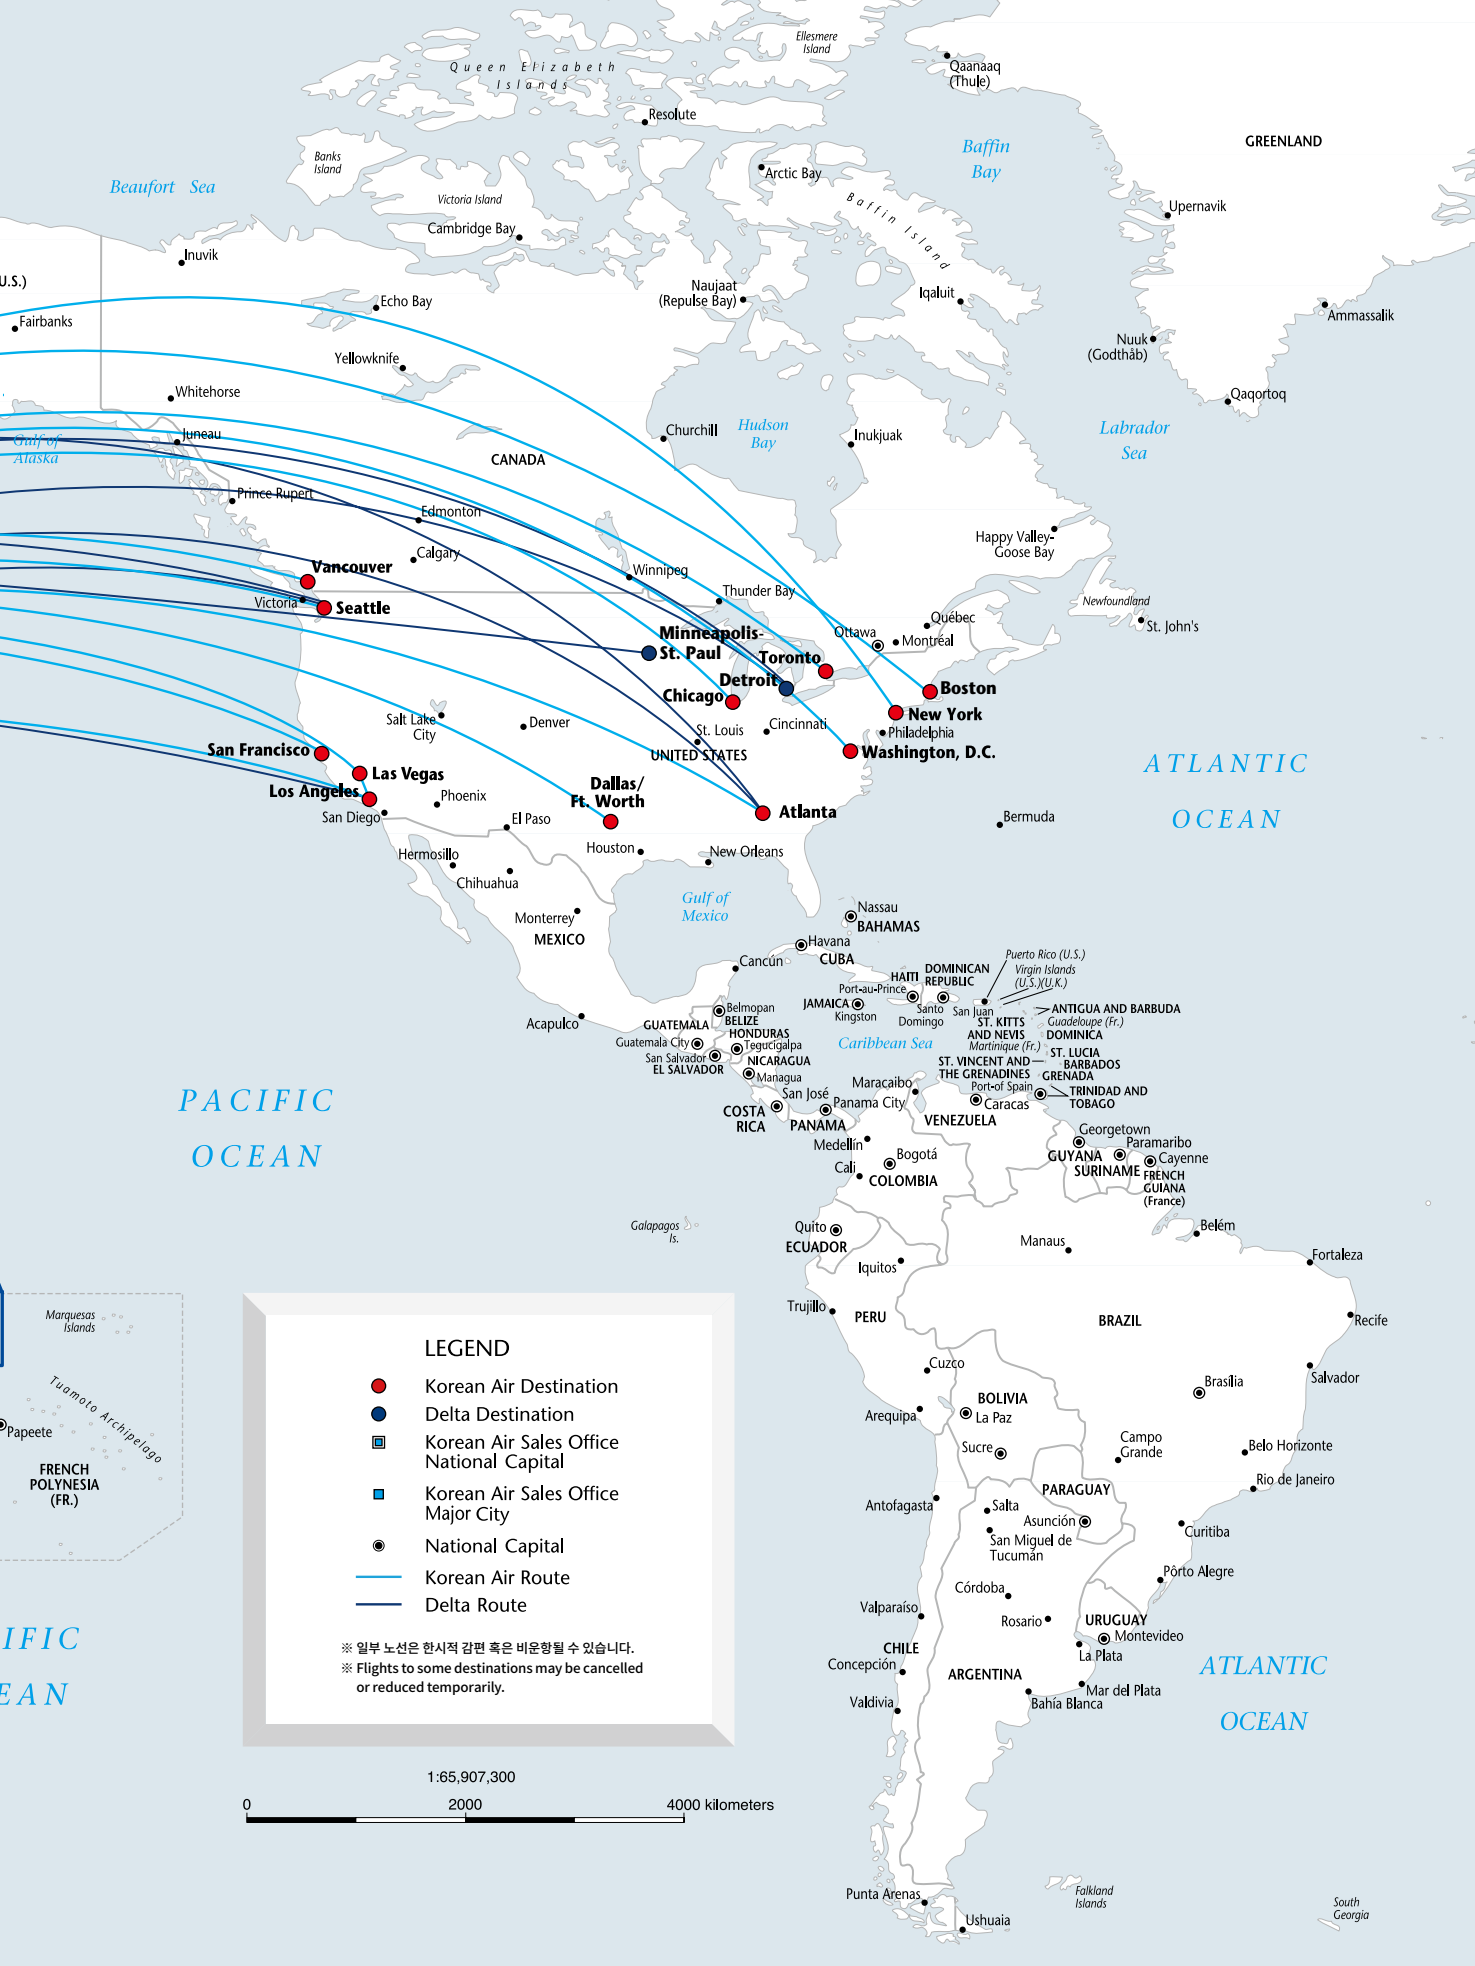 Ellesmere
Island
Queen Elizabeth
Islands
Qaanaaq
(Thule)
Resolute
GREENLAND
Baffin
Bay
Banks
Island
Arctic Bay
Beaufort Sea
Victoria Island
Baffin Island
Upernavik
Cambridge Bay
Inuvik
U.S.)
Naujaat
(Repulse Bay)
Iqaluit
Echo Bay
Fairbanks
Ammassalik
Nuuk
(Godthåb)
Yellowknife
Whitehorse
Qaqortoq
Gulf of
Alaska
Juneau
Churchill
Hudson
Bay
Inukjuak
Labrador
Sea
CANADA
Prince Rupert
Edmonton
Happy Valley-
Goose Bay
Calgary
Vancouver
Winnipeg
Thunder Bay
Victoria
Seattle
Newfoundland
St. John's
Québec
Ottawa
Montréal
Minneapolis-
St. Paul
Toronto
Detroit
Boston
Chicago
New York
Salt Lake
City
Denver
St. Louis
Cincinnati
Philadelphia
San Francisco
UNITED STATES
Washington, D.C.
ATLANTIC
OCEAN
Las Vegas
Los Angeles
Phoenix
Dallas/
Ft. Worth
Atlanta
San Diego
El Paso
Bermuda
Hermosillo
Houston
New Orleans
Chihuahua
Gulf of
Mexico
Monterrey
MEXICO
Nassau
BAHAMAS
Havana
CUBA
Cancún
Puerto Rico (U.S.)
Virgin Islands
(U.S.)(U.K.)
HAITI
DOMINICAN
REPUBLIC
Port-au-Prince
JAMAICA
Kingston
Santo
Domingo
San Juan
ANTIGUA AND BARBUDA
ST. KITTS
AND NEVIS
Guadeloupe (Fr.)
DOMINICA
Martinique (Fr.)
ST. LUCIA
BARBADOS
ST. VINCENT AND
THE GRENADINES
GRENADA
Port-of Spain
TRINIDAD AND
TOBAGO
Acapulco
Belmopan
BELIZE
GUATEMALA
Guatemala City
HONDURAS
Tegucigalpa
San Salvador
EL SALVADOR
NICARAGUA
Managua
Caribbean Sea
San José
COSTA
RICA
Panama City
PANAMA
Maracaibo
Caracas
VENEZUELA
PACIFIC
OCEAN
Georgetown
Paramaribo
Medellín
Bogotá
Cali
COLOMBIA
GUYANA
SURINAME
Cayenne
FRENCH
GUIANA
(France)
Galapagos
Is.
Quito
ECUADOR
Manaus
Belém
Iquitos
Fortaleza
Trujillo
PERU
BRAZIL
Recife
Marquesas
Islands
Tuamoto Archipelago
Papeete
FRENCH
POLYNESIA
(FR.)
Cuzco
BOLIVIA
La Paz
Brasília
Salvador
Arequipa
Sucre
Campo
Grande
Belo Horizonte
Rio de Janeiro
PARAGUAY
Antofagasta
Salta
Asunción
San Miguel de
Tucumán
Curitiba
Pôrto Alegre
Córdoba
Valparaíso
Rosario
URUGUAY
Montevideo
La Plata
CHILE
Concepción
ARGENTINA
Mar del Plata
Bahía Blanca
Valdivia
ATLANTIC
OCEAN
IFIC
EAN
LEGEND
Korean Air Destination
Delta Destination
Korean Air Sales Office
National Capital
Korean Air Sales Office
Major City
National Capital
Korean Air Route
Delta Route
※ 일부 노선은 한시적 감편 혹은 비운항될 수 있습니다.
※ Flights to some destinations may be cancelled
or reduced temporarily.
1:65,907,300
0 2000 4000 kilometers
Punta Arenas
Ushuaia
Falkland
Islands
South
Georgia